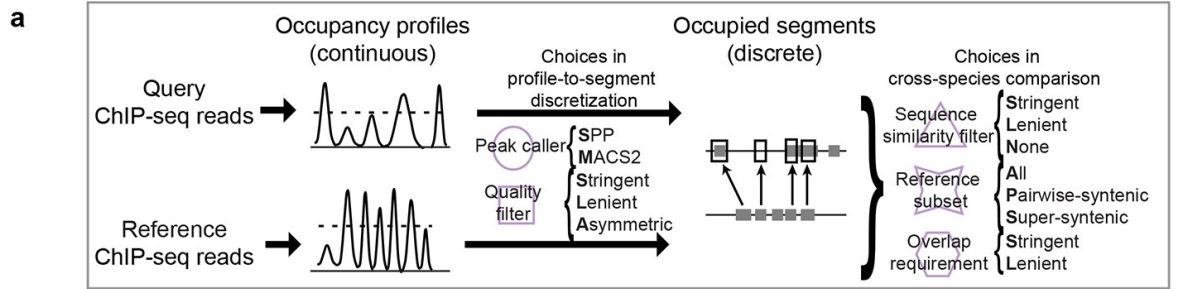 a
Occupancy profiles
(continuous)
Occupied segments
(discrete)
Choices in
profile-to-segment
discretization
Choices in
cross-species comparison
Query
ChIP-seq reads
Reference
ChIP-seq reads
Peak caller
SPP
MACS2
Quality
filter
Stringent
Lenient
Asymmetric
Sequence
similarity filter
Stringent
Lenient
None
Reference
subset
All
Pairwise-syntenic
Super-syntenic
Overlap
requirement
Stringent
Lenient